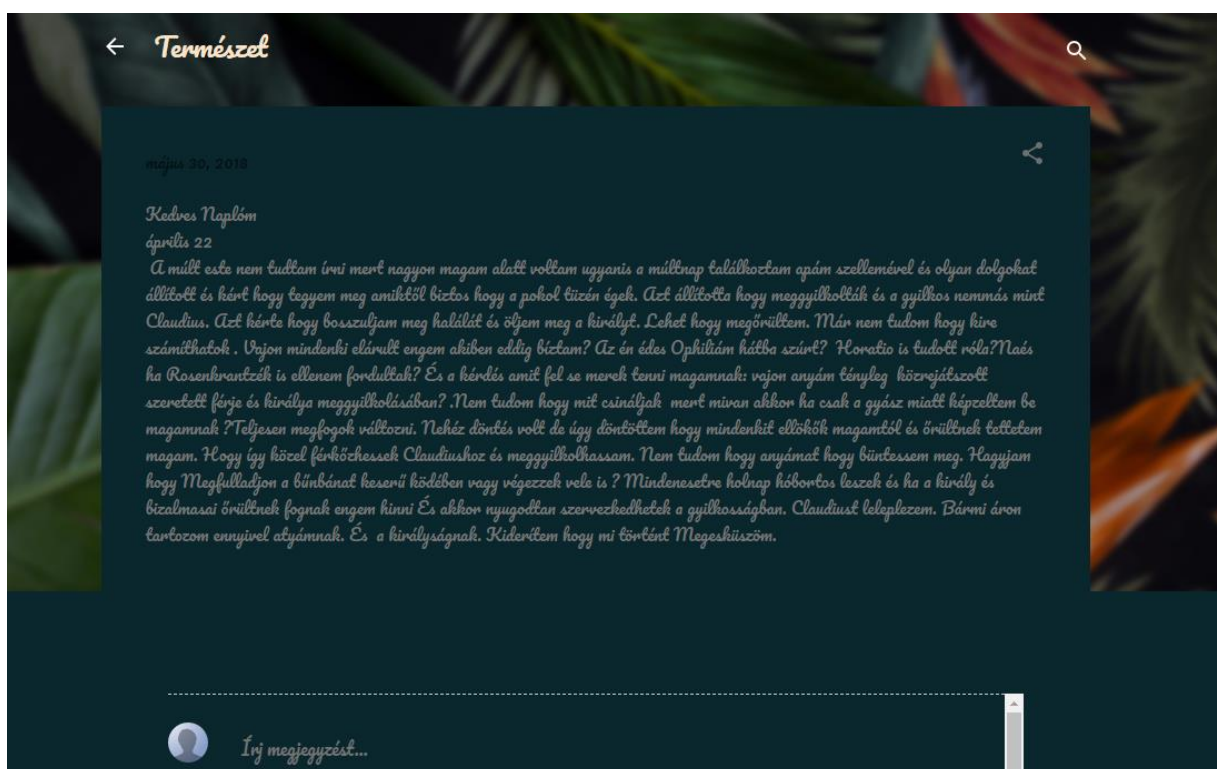 Természet
május 30, 2018
Kedves Naplóm
április 22
A múlt este nem tudtam írni mert nagyon magam alatt voltam ugyanis a múltnap találkoztam apám szellemével és olyan dolgokat
állított és kért hogy tegyem meg amiktől biztos hogy a pokol tüzén égek. Azt állította hogy meggyilkolták és a gyilkos nemmás mint
Claudius. Azt kérte hogy bosszuljam meg halálát és öljem meg a királyt. Lehet hogy megőrültem. Már nem tudom hogy kire
számíthatok . Vajon mindenki elárult engem akiben eddig bíztam? Az én édes Ophiliám hátba szúrt?  Horatio is tudott róla?Naés
ha Rosenkrantzék is ellenem fordultak? És a kérdés amit fel se merek tenni magamnak: vajon anyám tényleg  közrejátszott
szeretett férje és királya meggyilkolásában? .Nem tudom hogy mit csináljak  mert mivan akkor ha csak a gyász miatt képzeltem be
magamnak ?Teljesen megfogok változni. Nehéz döntés volt de úgy döntöttem hogy mindenkit ellökök magamtól és őrültnek tettetem
magam. Hogy így közel férkőzhessek Claudiushoz és meggyilkolhassam. Nem tudom hogy anyámat hogy büntessem meg. Hagyjam
hogy Megfulladjon a bűnbánat keserű ködében vagy végezzek vele is ? Mindenesetre holnap hóbortos leszek és ha a király és
bizalmasai őrültnek fognak engem hinni És akkor nyugodtan szervezkedhetek a gyilkosságban. Claudiust leleplezem. Bármi áron
tartozom ennyivel atyámnak. És  a királyságnak. Kiderítem hogy mi történt Megesküszöm.
Írj megjegyzést...